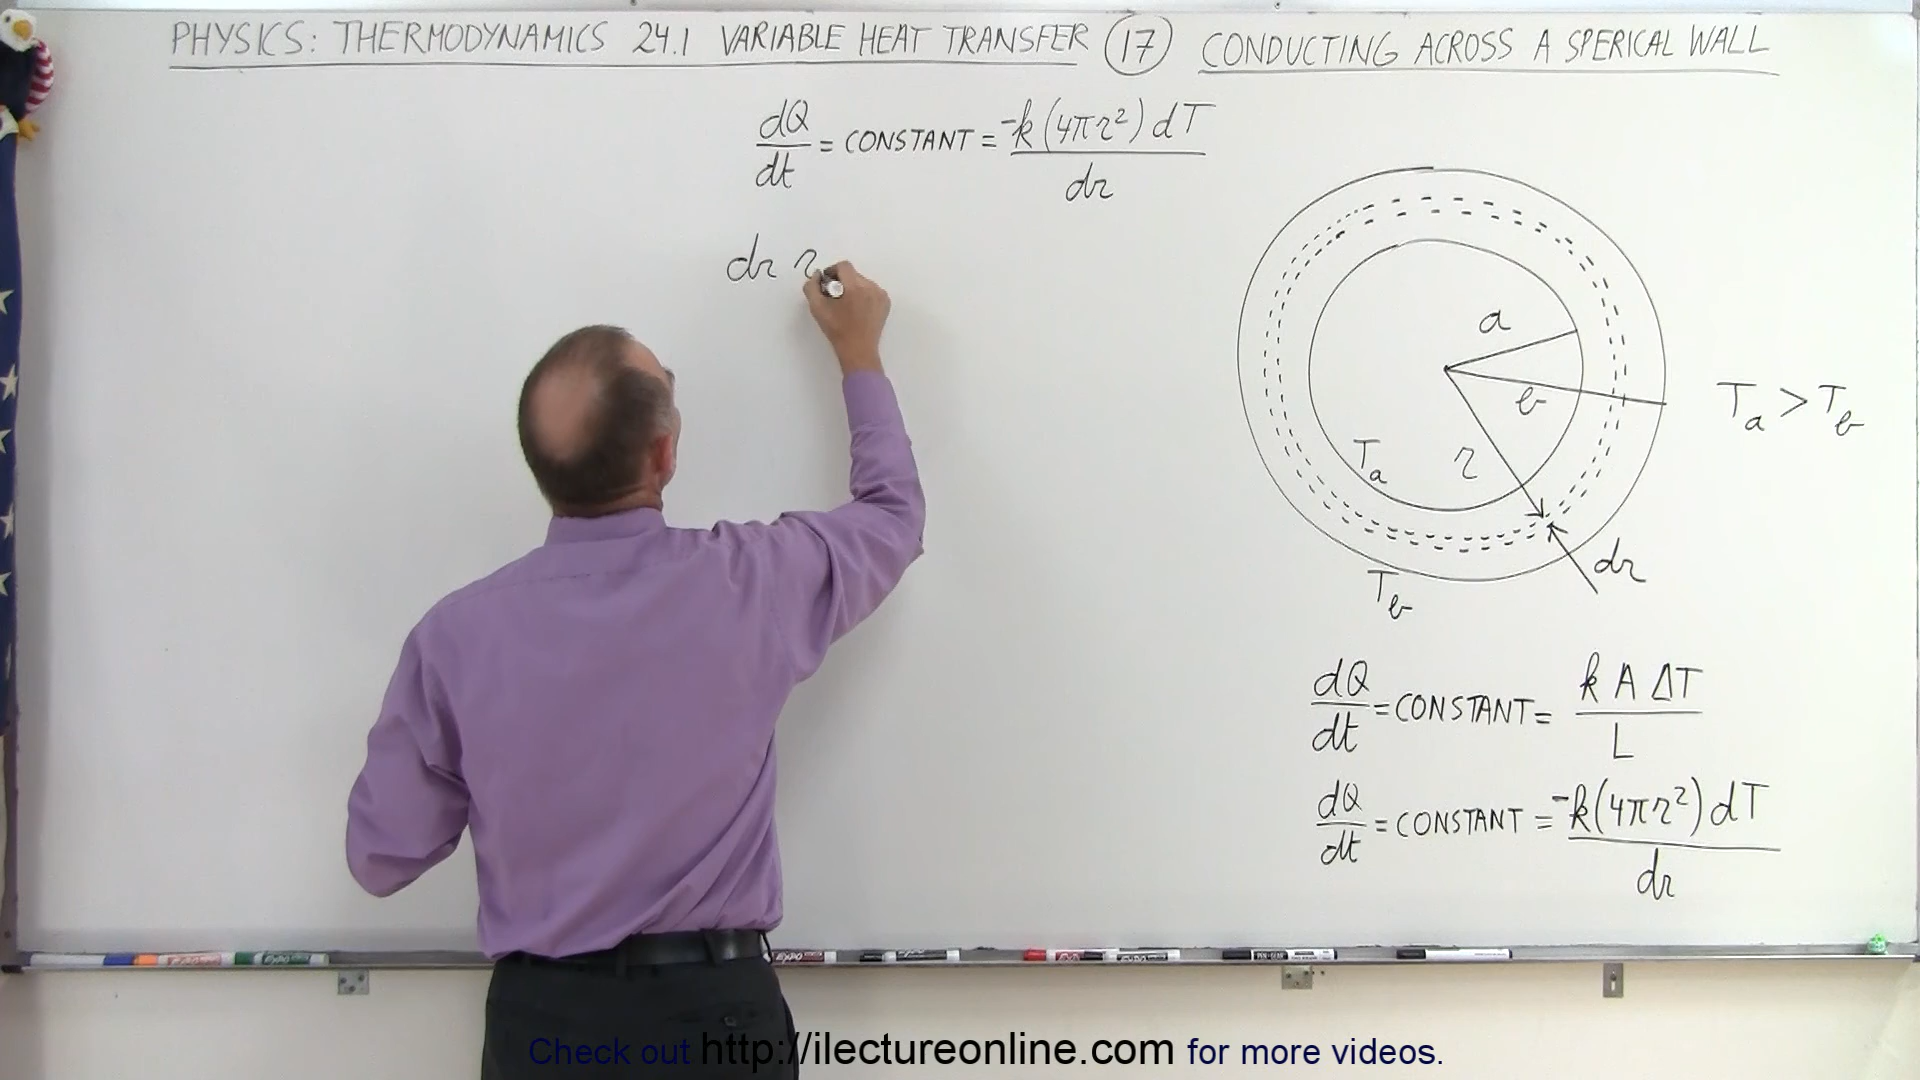 PHYSICS: THERMODYNAMICS 24.1 VARIABLE HEAT TRANSFER 17 CONDUCTING ACROSS A SPERICAL WALL
dQ/dt = CONSTANT = -k(4πr²)dT/dr
dr r
a
b
r
Ta
Tb
dr
Ta > Tb
dQ/dt = CONSTANT = k A ΔT/L
dQ/dt = CONSTANT = -k(4πr²)dT/dr
EXPO
Check out http://ilectureonline.com for more videos.